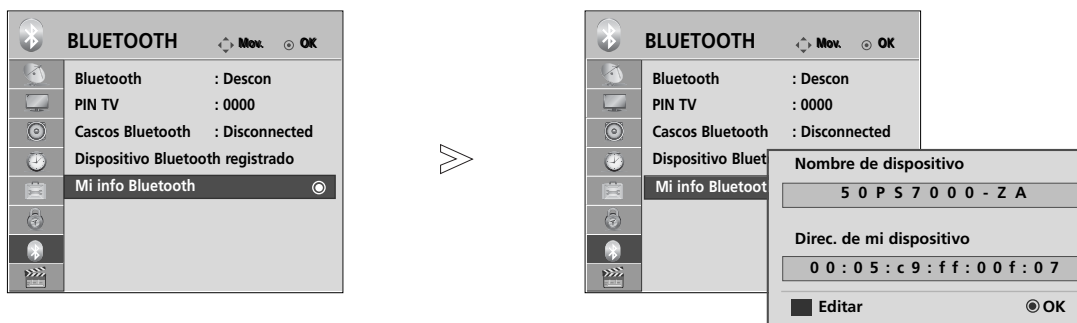 BLUETOOTH Mov. OK
Bluetooth : Descon
PIN TV : 0000
Cascos Bluetooth : Disconnected
Dispositivo Bluetooth registrado
Mi info Bluetooth
BLUETOOTH Mov. OK
Bluetooth : Descon
PIN TV : 0000
Cascos Bluetooth : Disconnected
Dispositivo Bluet
Mi info Bluetoot
Nombre de dispositivo
50PS7000-ZA
Direc. de mi dispositivo
00:05:c9:ff:00f:07
Editar OK